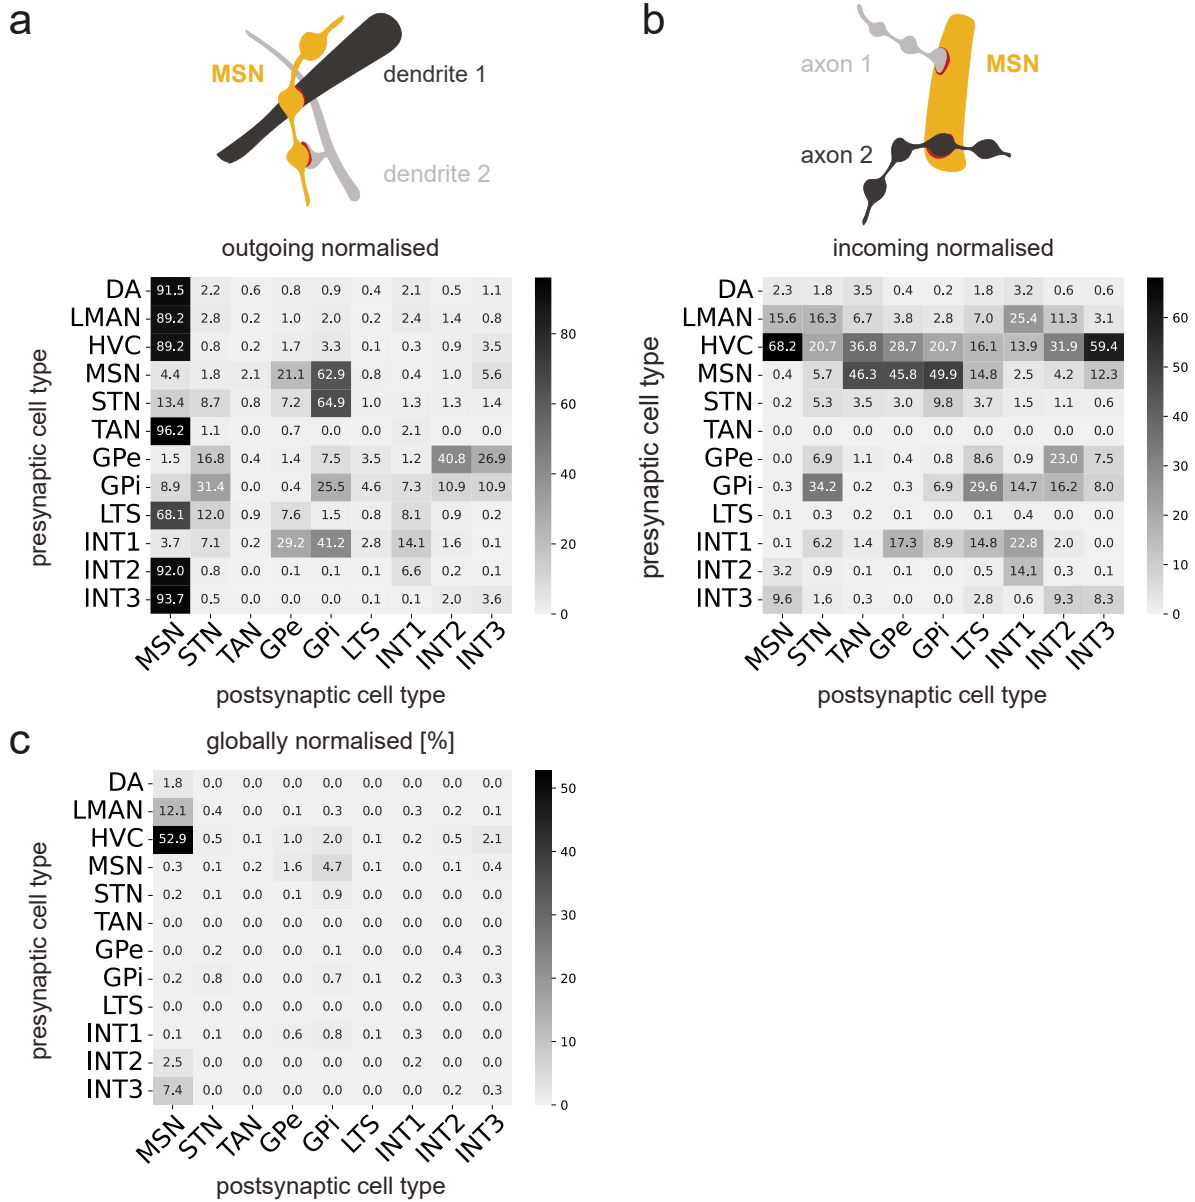 a
MSN
dendrite 1
dendrite 2
outgoing normalised
presynaptic cell type
DA 91.5 2.2 0.6 0.8 0.9 0.4 2.1 0.5 1.1
LMAN 89.2 2.8 0.2 1.0 2.0 0.2 2.4 1.4 0.8
HVC 89.2 0.8 0.2 1.7 3.3 0.1 0.3 0.9 3.5
MSN 4.4 1.8 2.1 21.1 62.9 0.8 0.4 1.0 5.6
STN 13.4 8.7 0.8 7.2 64.9 1.0 1.3 1.3 1.4
TAN 96.2 1.1 0.0 0.7 0.0 0.0 2.1 0.0 0.0
GPe 1.5 16.8 0.4 1.4 7.5 3.5 1.2 40.8 26.9
GPi 8.9 31.4 0.0 0.4 25.5 4.6 7.3 10.9 10.9
LTS 68.1 12.0 0.9 7.6 1.5 0.8 8.1 0.9 0.2
INT1 3.7 7.1 0.2 29.2 41.2 2.8 14.1 1.6 0.1
INT2 92.0 0.8 0.0 0.1 0.1 0.1 6.6 0.2 0.1
INT3 93.7 0.5 0.0 0.0 0.0 0.1 0.1 2.0 3.6
MSN STN TAN GPe GPi LTS INT1 INT2 INT3
postsynaptic cell type
80
60
40
20
0
b
axon 1
MSN
axon 2
incoming normalised
presynaptic cell type
DA 2.3 1.8 3.5 0.4 0.2 1.8 3.2 0.6 0.6
LMAN 15.6 16.3 6.7 3.8 2.8 7.0 25.4 11.3 3.1
HVC 68.2 20.7 36.8 28.7 20.7 16.1 13.9 31.9 59.4
MSN 0.4 5.7 46.3 45.8 49.9 14.8 2.5 4.2 12.3
STN 0.2 5.3 3.5 3.0 9.8 3.7 1.5 1.1 0.6
TAN 0.0 0.0 0.0 0.0 0.0 0.0 0.0 0.0 0.0
GPe 0.0 6.9 1.1 0.4 0.8 8.6 0.9 23.0 7.5
GPi 0.3 34.2 0.2 0.3 6.9 29.6 14.7 16.2 8.0
LTS 0.1 0.3 0.2 0.1 0.0 0.1 0.4 0.0 0.0
INT1 0.1 6.2 1.4 17.3 8.9 14.8 22.8 2.0 0.0
INT2 3.2 0.9 0.1 0.1 0.0 0.5 14.1 0.3 0.1
INT3 9.6 1.6 0.3 0.0 0.0 2.8 0.6 9.3 8.3
MSN STN TAN GPe GPi LTS INT1 INT2 INT3
postsynaptic cell type
60
50
40
30
20
10
0
c
globally normalised [%]
presynaptic cell type
DA 1.8 0.0 0.0 0.0 0.0 0.0 0.0 0.0 0.0
LMAN 12.1 0.4 0.0 0.1 0.3 0.0 0.3 0.2 0.1
HVC 52.9 0.5 0.1 1.0 2.0 0.1 0.2 0.5 2.1
MSN 0.3 0.1 0.2 1.6 4.7 0.1 0.0 0.1 0.4
STN 0.2 0.1 0.0 0.1 0.9 0.0 0.0 0.0 0.0
TAN 0.0 0.0 0.0 0.0 0.0 0.0 0.0 0.0 0.0
GPe 0.0 0.2 0.0 0.0 0.1 0.0 0.0 0.4 0.3
GPi 0.2 0.8 0.0 0.0 0.7 0.1 0.2 0.3 0.3
LTS 0.0 0.0 0.0 0.0 0.0 0.0 0.0 0.0 0.0
INT1 0.1 0.1 0.0 0.6 0.8 0.1 0.3 0.0 0.0
INT2 2.5 0.0 0.0 0.0 0.0 0.0 0.2 0.0 0.0
INT3 7.4 0.0 0.0 0.0 0.0 0.0 0.0 0.2 0.3
MSN STN TAN GPe GPi LTS INT1 INT2 INT3
postsynaptic cell type
50
40
30
20
10
0